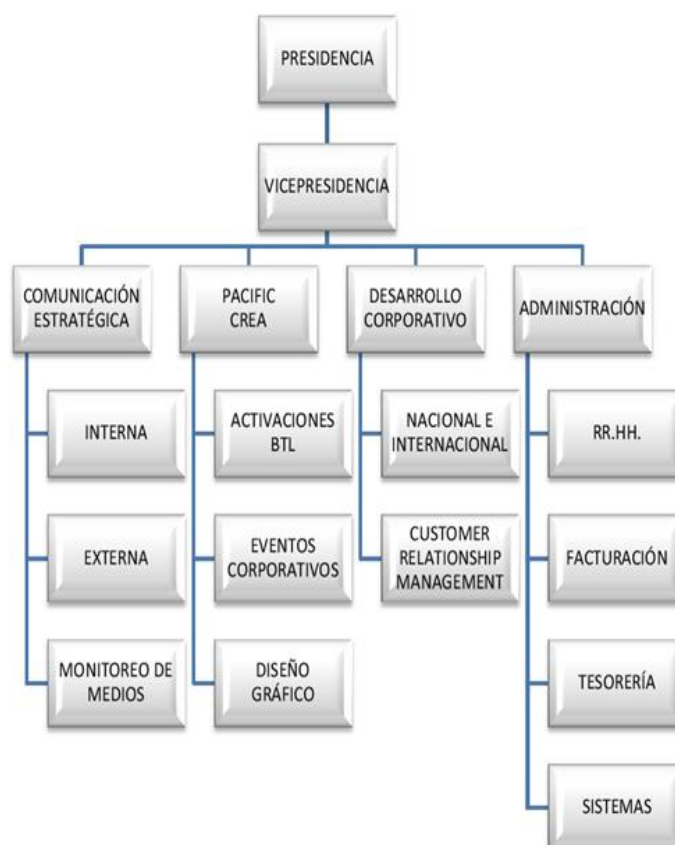 PRESIDENCIA
VICEPRESIDENCIA
COMUNICACIÓN
ESTRATÉGICA
PACIFIC
CREA
DESARROLLO
CORPORATIVO
ADMINISTRACIÓN
INTERNA
ACTIVACIONES
BTL
NACIONAL E
INTERNACIONAL
RR.HH.
EXTERNA
EVENTOS
CORPORATIVOS
CUSTOMER
RELATIONSHIP
MANAGEMENT
FACTURACIÓN
MONITOREO DE
MEDIOS
DISEÑO
GRÁFICO
TESORERÍA
SISTEMAS